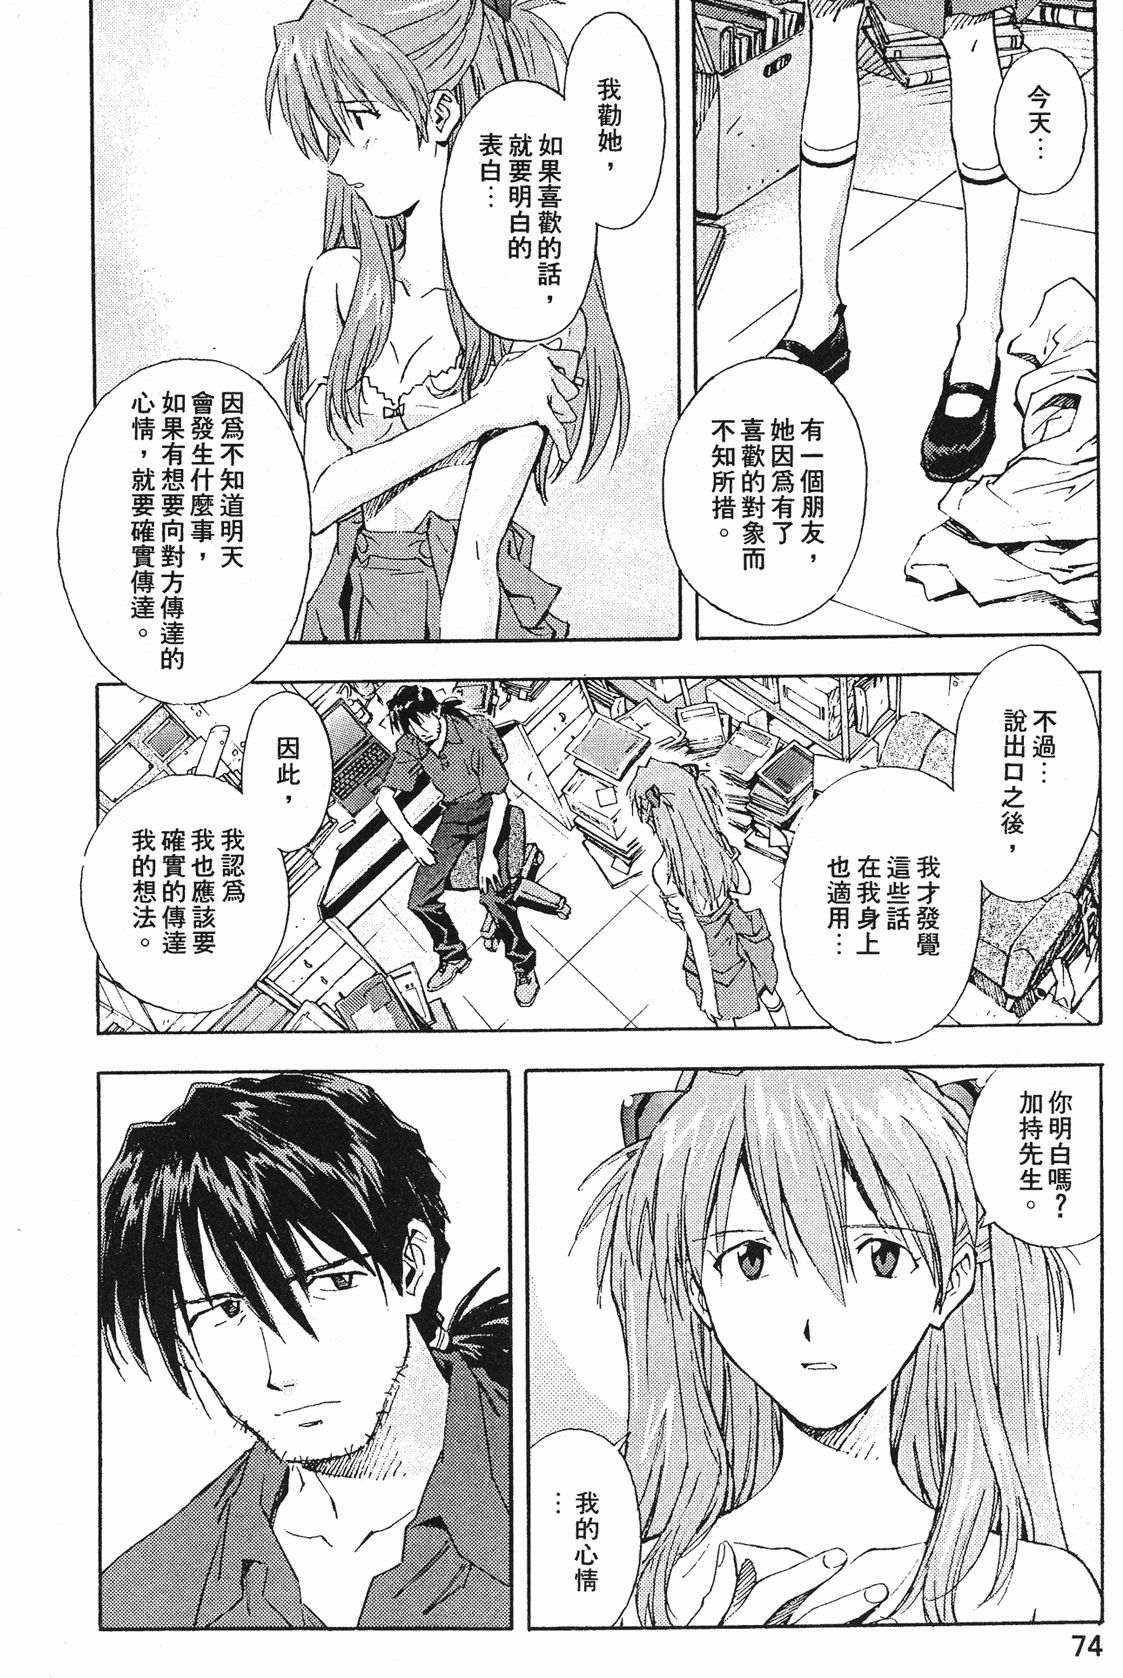 今天…
有一個朋友，
她因爲有了
喜歡的對象而
不知所措。
我勸她，
如果喜歡的話，
就要明白的
表白…
因爲不知道明天
會發生什麼事，
如果有想要向對方傳達的
心情，就要確實傳達。
不過…
說出口之後，
我才發覺
這些話
在我身上
也適用…
因此，
我認爲
我也應該要
確實的傳達
我的想法。
你明白嗎？
加持先生。
我的心情
…
74